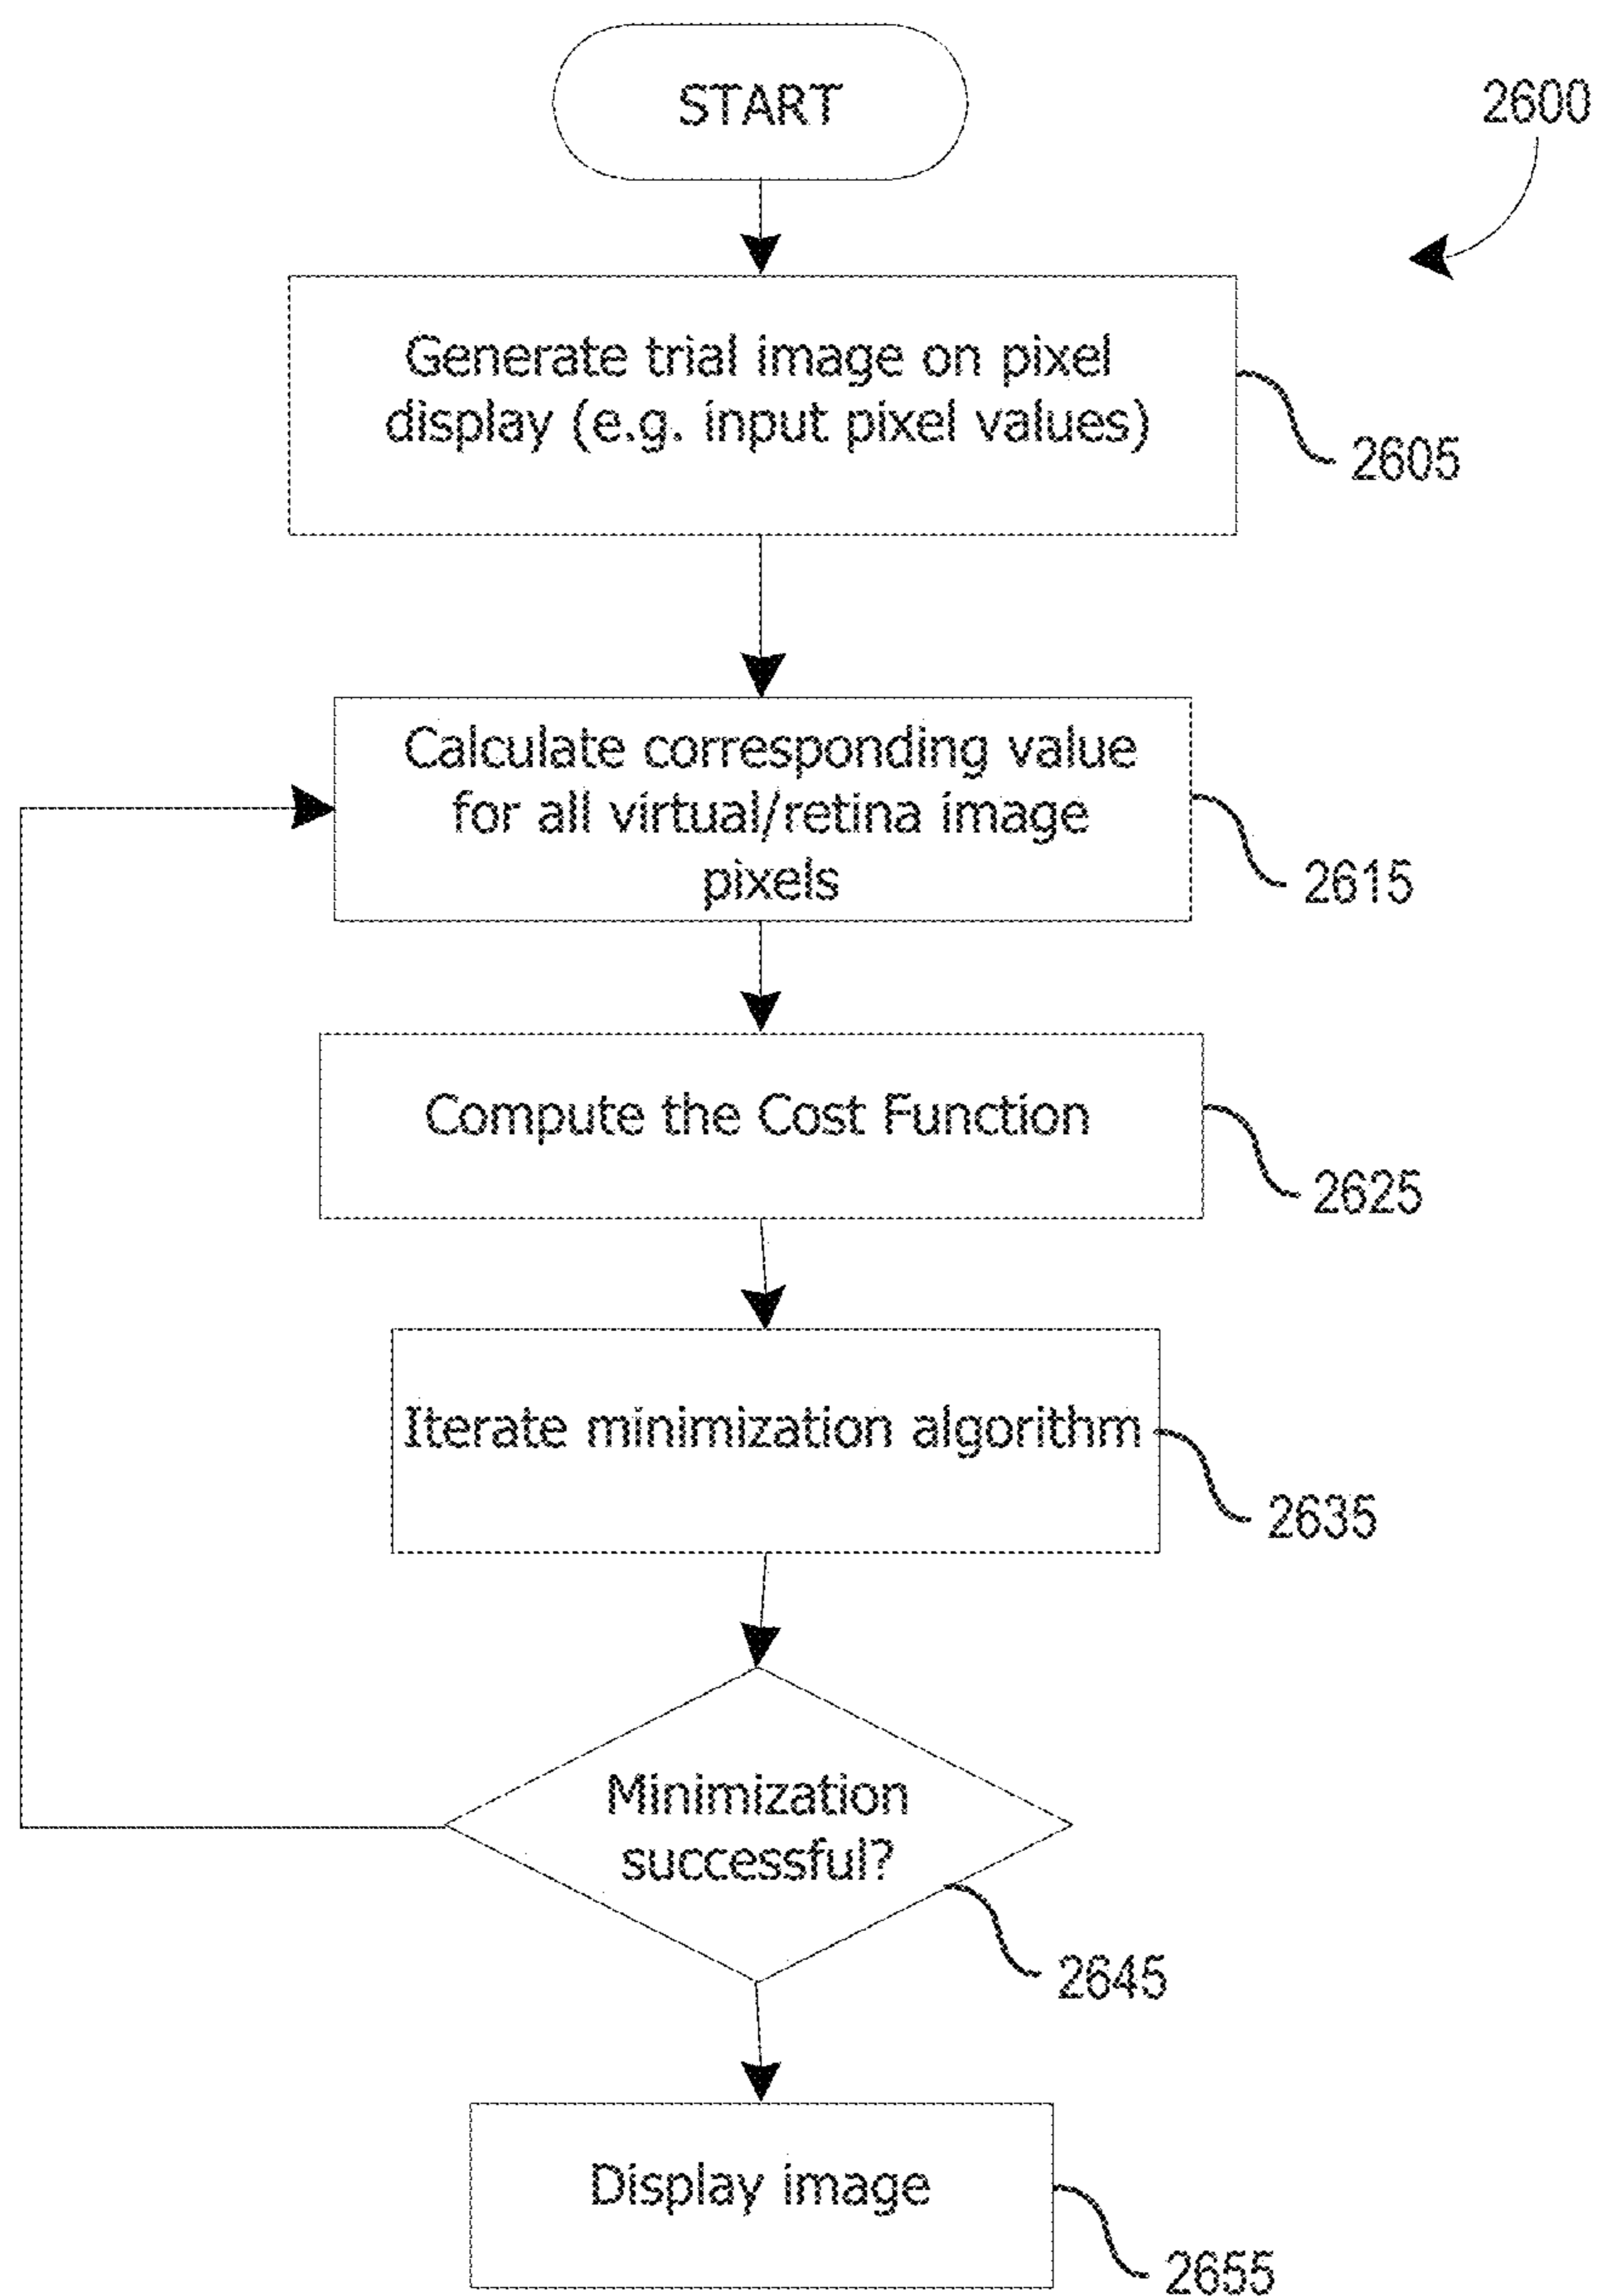 START
2600
Generate trial image on pixel
display (e.g. input pixel values)
2605
Calculate corresponding value
for all virtual/retina image
pixels
2615
Compute the Cost Function
2625
Iterate minimization algorithm
2635
Minimization
successful?
2645
Display image
2655